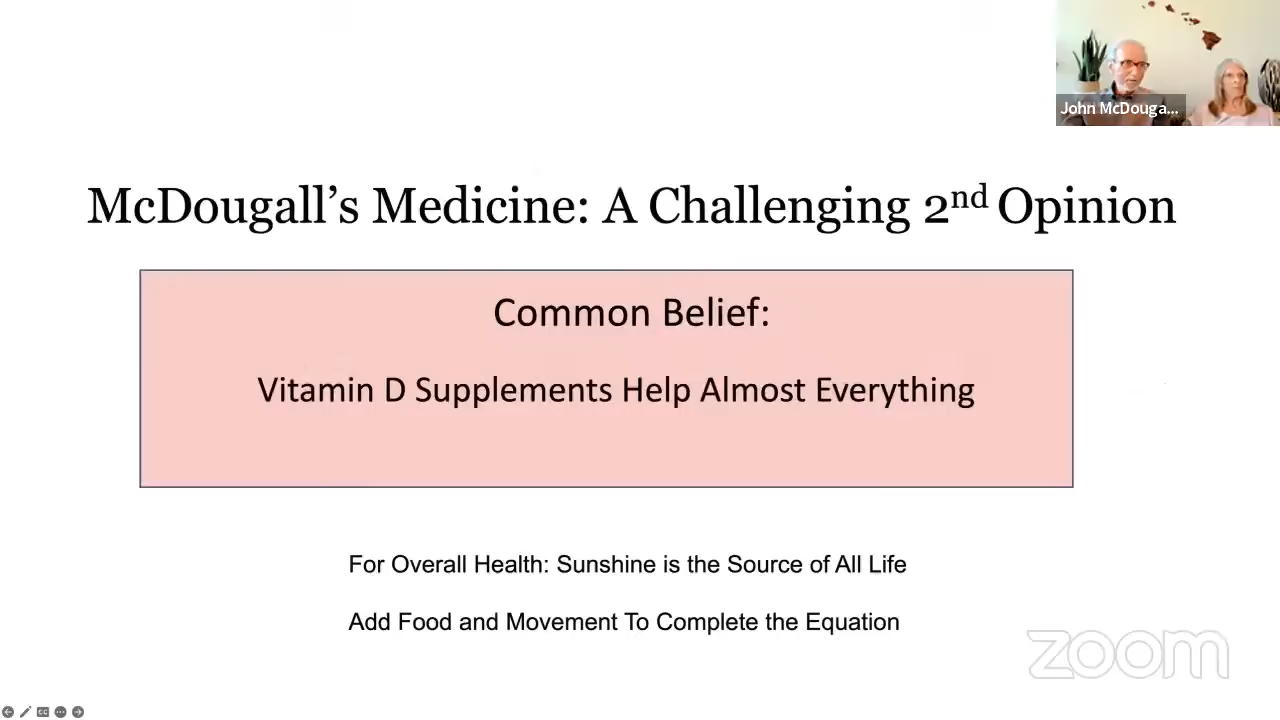 John McDouga...
McDougall’s Medicine: A Challenging 2nd Opinion
Common Belief:
Vitamin D Supplements Help Almost Everything
For Overall Health: Sunshine is the Source of All Life
Add Food and Movement To Complete the Equation
zoom
CC